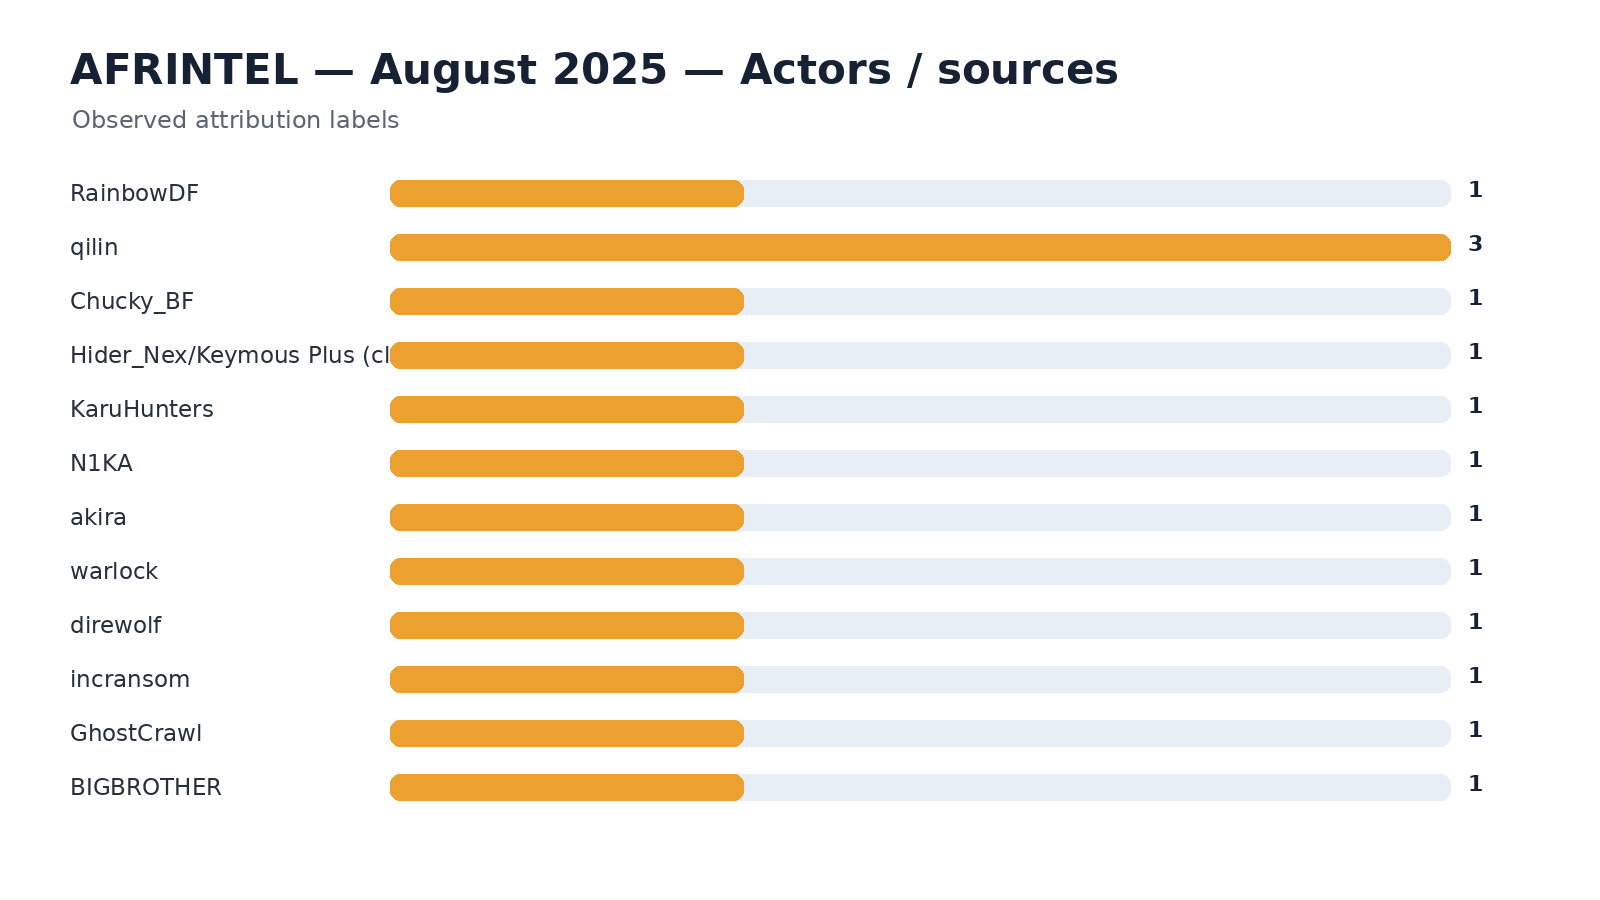 AFRINTEL — August 2025 — Actors / sources
Observed attribution labels
RainbowDF 1
qilin 3
Chucky_BF 1
Hider_Nex/Keymous Plus (cl 1
KaruHunters 1
N1KA 1
akira 1
warlock 1
direwolf 1
incransom 1
GhostCrawl 1
BIGBROTHER 1